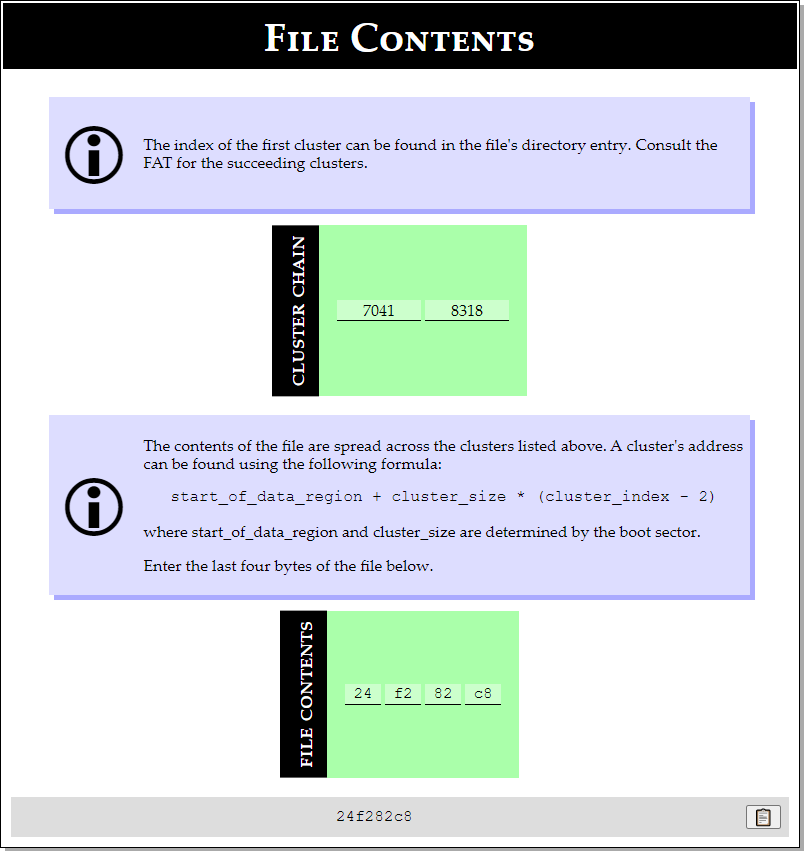 File Contents
The index of the first cluster can be found in the file's directory entry. Consult the
FAT for the succeeding clusters.
CLUSTER CHAIN
7041 8318
The contents of the file are spread across the clusters listed above. A cluster's address
can be found using the following formula:
start_of_data_region + cluster_size * (cluster_index - 2)
where start_of_data_region and cluster_size are determined by the boot sector.
Enter the last four bytes of the file below.
FILE CONTENTS
24 f2 82 c8
24f282c8